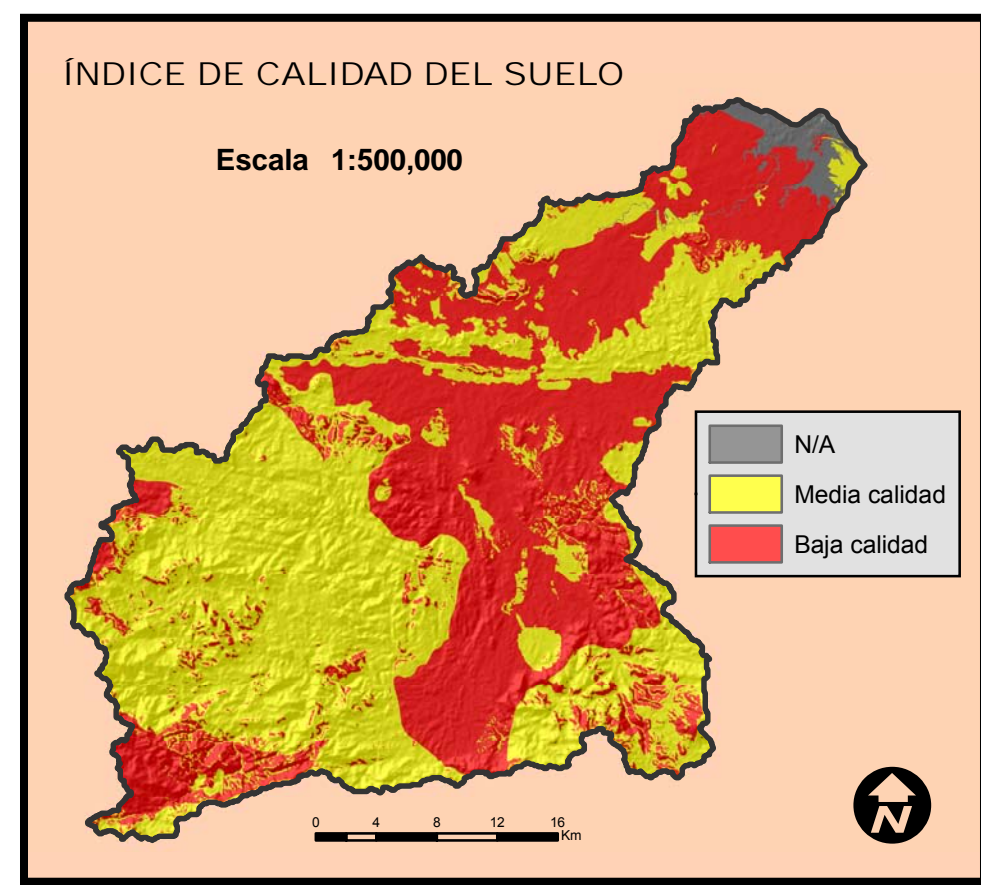 ÍNDICE DE CALIDAD DEL SUELO
Escala 1:500,000
N/A
Media calidad
Baja calidad
0 4 8 12 16
Km
N